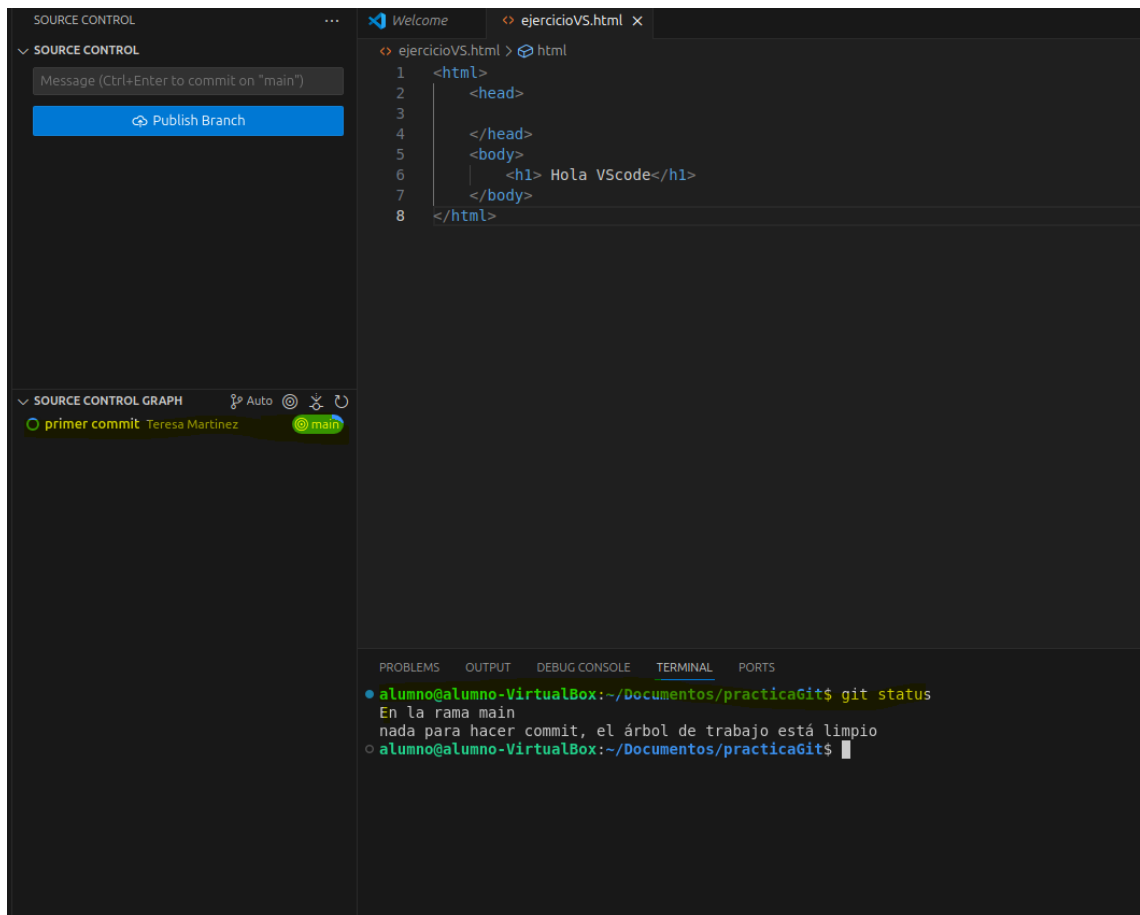 SOURCE CONTROL ...
SOURCE CONTROL
Message (Ctrl+Enter to commit on "main")
Publish Branch
SOURCE CONTROL GRAPH Auto
primer commit Teresa Martinez main
Welcome ejercicioVS.html
ejercicioVS.html > html
1 <html>
2 <head>
3
4 </head>
5 <body>
6 <h1> Hola VScode</h1>
7 </body>
8 </html>
PROBLEMS OUTPUT DEBUG CONSOLE TERMINAL PORTS
alumno@alumno-VirtualBox:~/Documentos/practicaGit$ git status
En la rama main
nada para hacer commit, el árbol de trabajo está limpio
alumno@alumno-VirtualBox:~/Documentos/practicaGit$